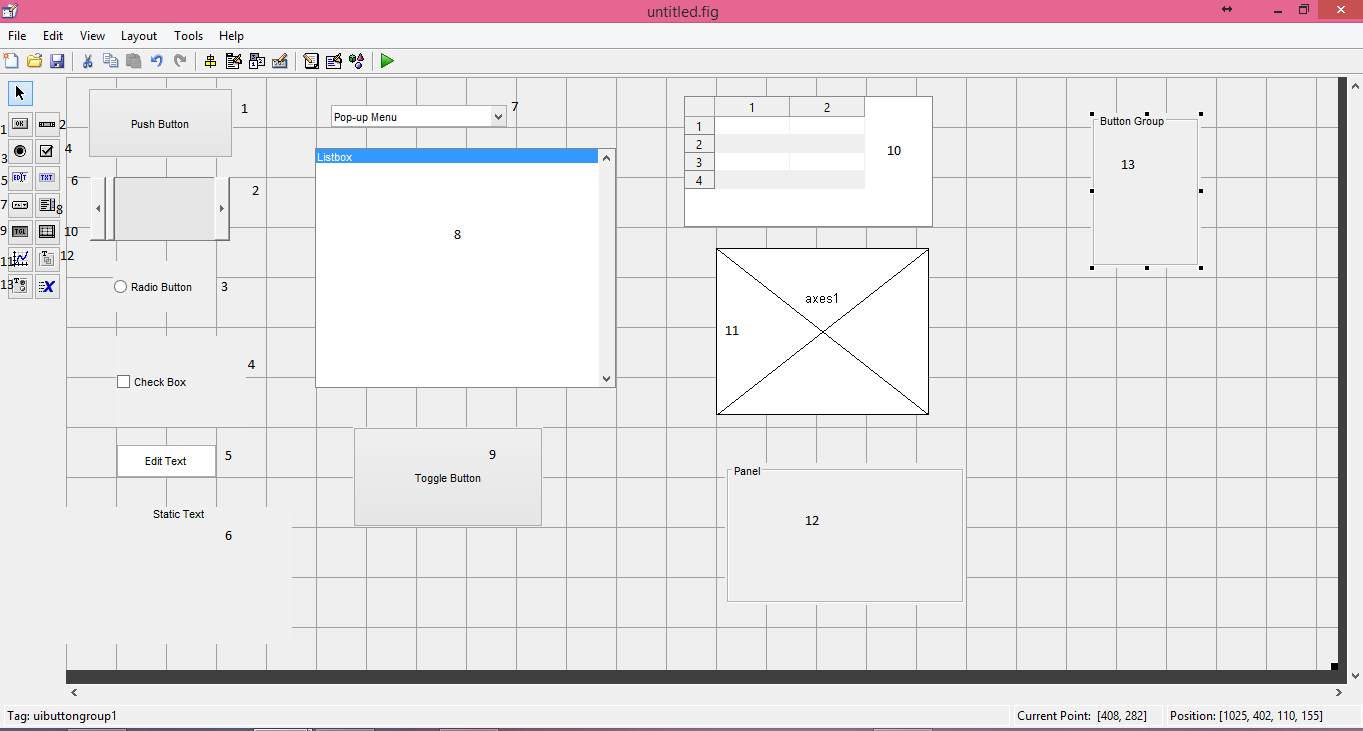 untitled.fig
File Edit View Layout Tools Help
1 OK 2
3 4
5 EDIT TXT 6
7 8
9 TGL 10
11 12
13 X
Push Button 1
2
Radio Button 3
Check Box 4
Edit Text 5
Static Text
6
Pop-up Menu 7
Listbox
8
Toggle Button 9
1 2
1
2
3
4
10
axes1
11
Panel
12
Button Group
13
Tag: uibuttongroup1 Current Point: [408, 282] Position: [1025, 402, 110, 155]